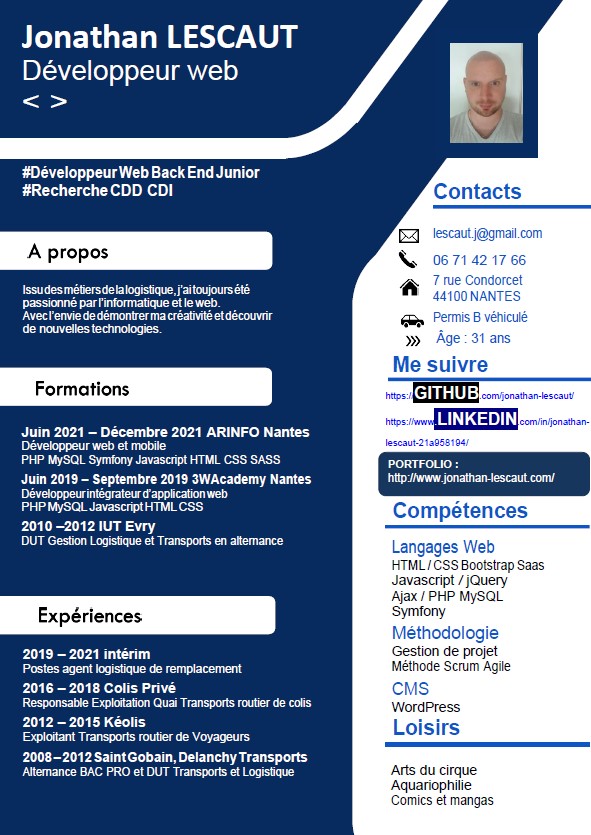 Jonathan LESCAUT
Développeur web
< >
#Développeur Web Back End Junior
#Recherche CDD CDI
A propos
Issu des métiers de la logistique, j'ai toujours été
passionné par l'informatique et le web.
Avec l'envie de démontrer ma créativité et découvrir
de nouvelles technologies.
Formations
Juin 2021 – Décembre 2021 ARINFO Nantes
Développeur web et mobile
PHP MySQL Symfony Javascript HTML CSS SASS
Juin 2019 – Septembre 2019 3WAcademy Nantes
Développeur intégrateur d'application web
PHP MySQL Javascript HTML CSS
2010 –2012 IUT Evry
DUT Gestion Logistique et Transports en alternance
Expériences
2019 – 2021 intérim
Postes agent logistique de remplacement
2016 – 2018 Colis Privé
Responsable Exploitation Quai Transports routier de colis
2012 – 2015 Kéolis
Exploitant Transports routier de Voyageurs
2008 – 2012 Saint Gobain, Delanchy Transports
Alternance BAC PRO et DUT Transports et Logistique
Contacts
lescaut.j@gmail.com
06 71 42 17 66
7 rue Condorcet
44100 NANTES
Permis B véhiculé
Âge : 31 ans
Me suivre
https://GITHUB.com/jonathan-lescaut/
https://www.LINKEDIN.com/in/jonathan-
lescaut-21a958194/
PORTFOLIO :
http://www.jonathan-lescaut.com/
Compétences
Langages Web
HTML / CSS Bootstrap Saas
Javascript / jQuery
Ajax / PHP MySQL
Symfony
Méthodologie
Gestion de projet
Méthode Scrum Agile
CMS
WordPress
Loisirs
Arts du cirque
Aquariophilie
Comics et mangas